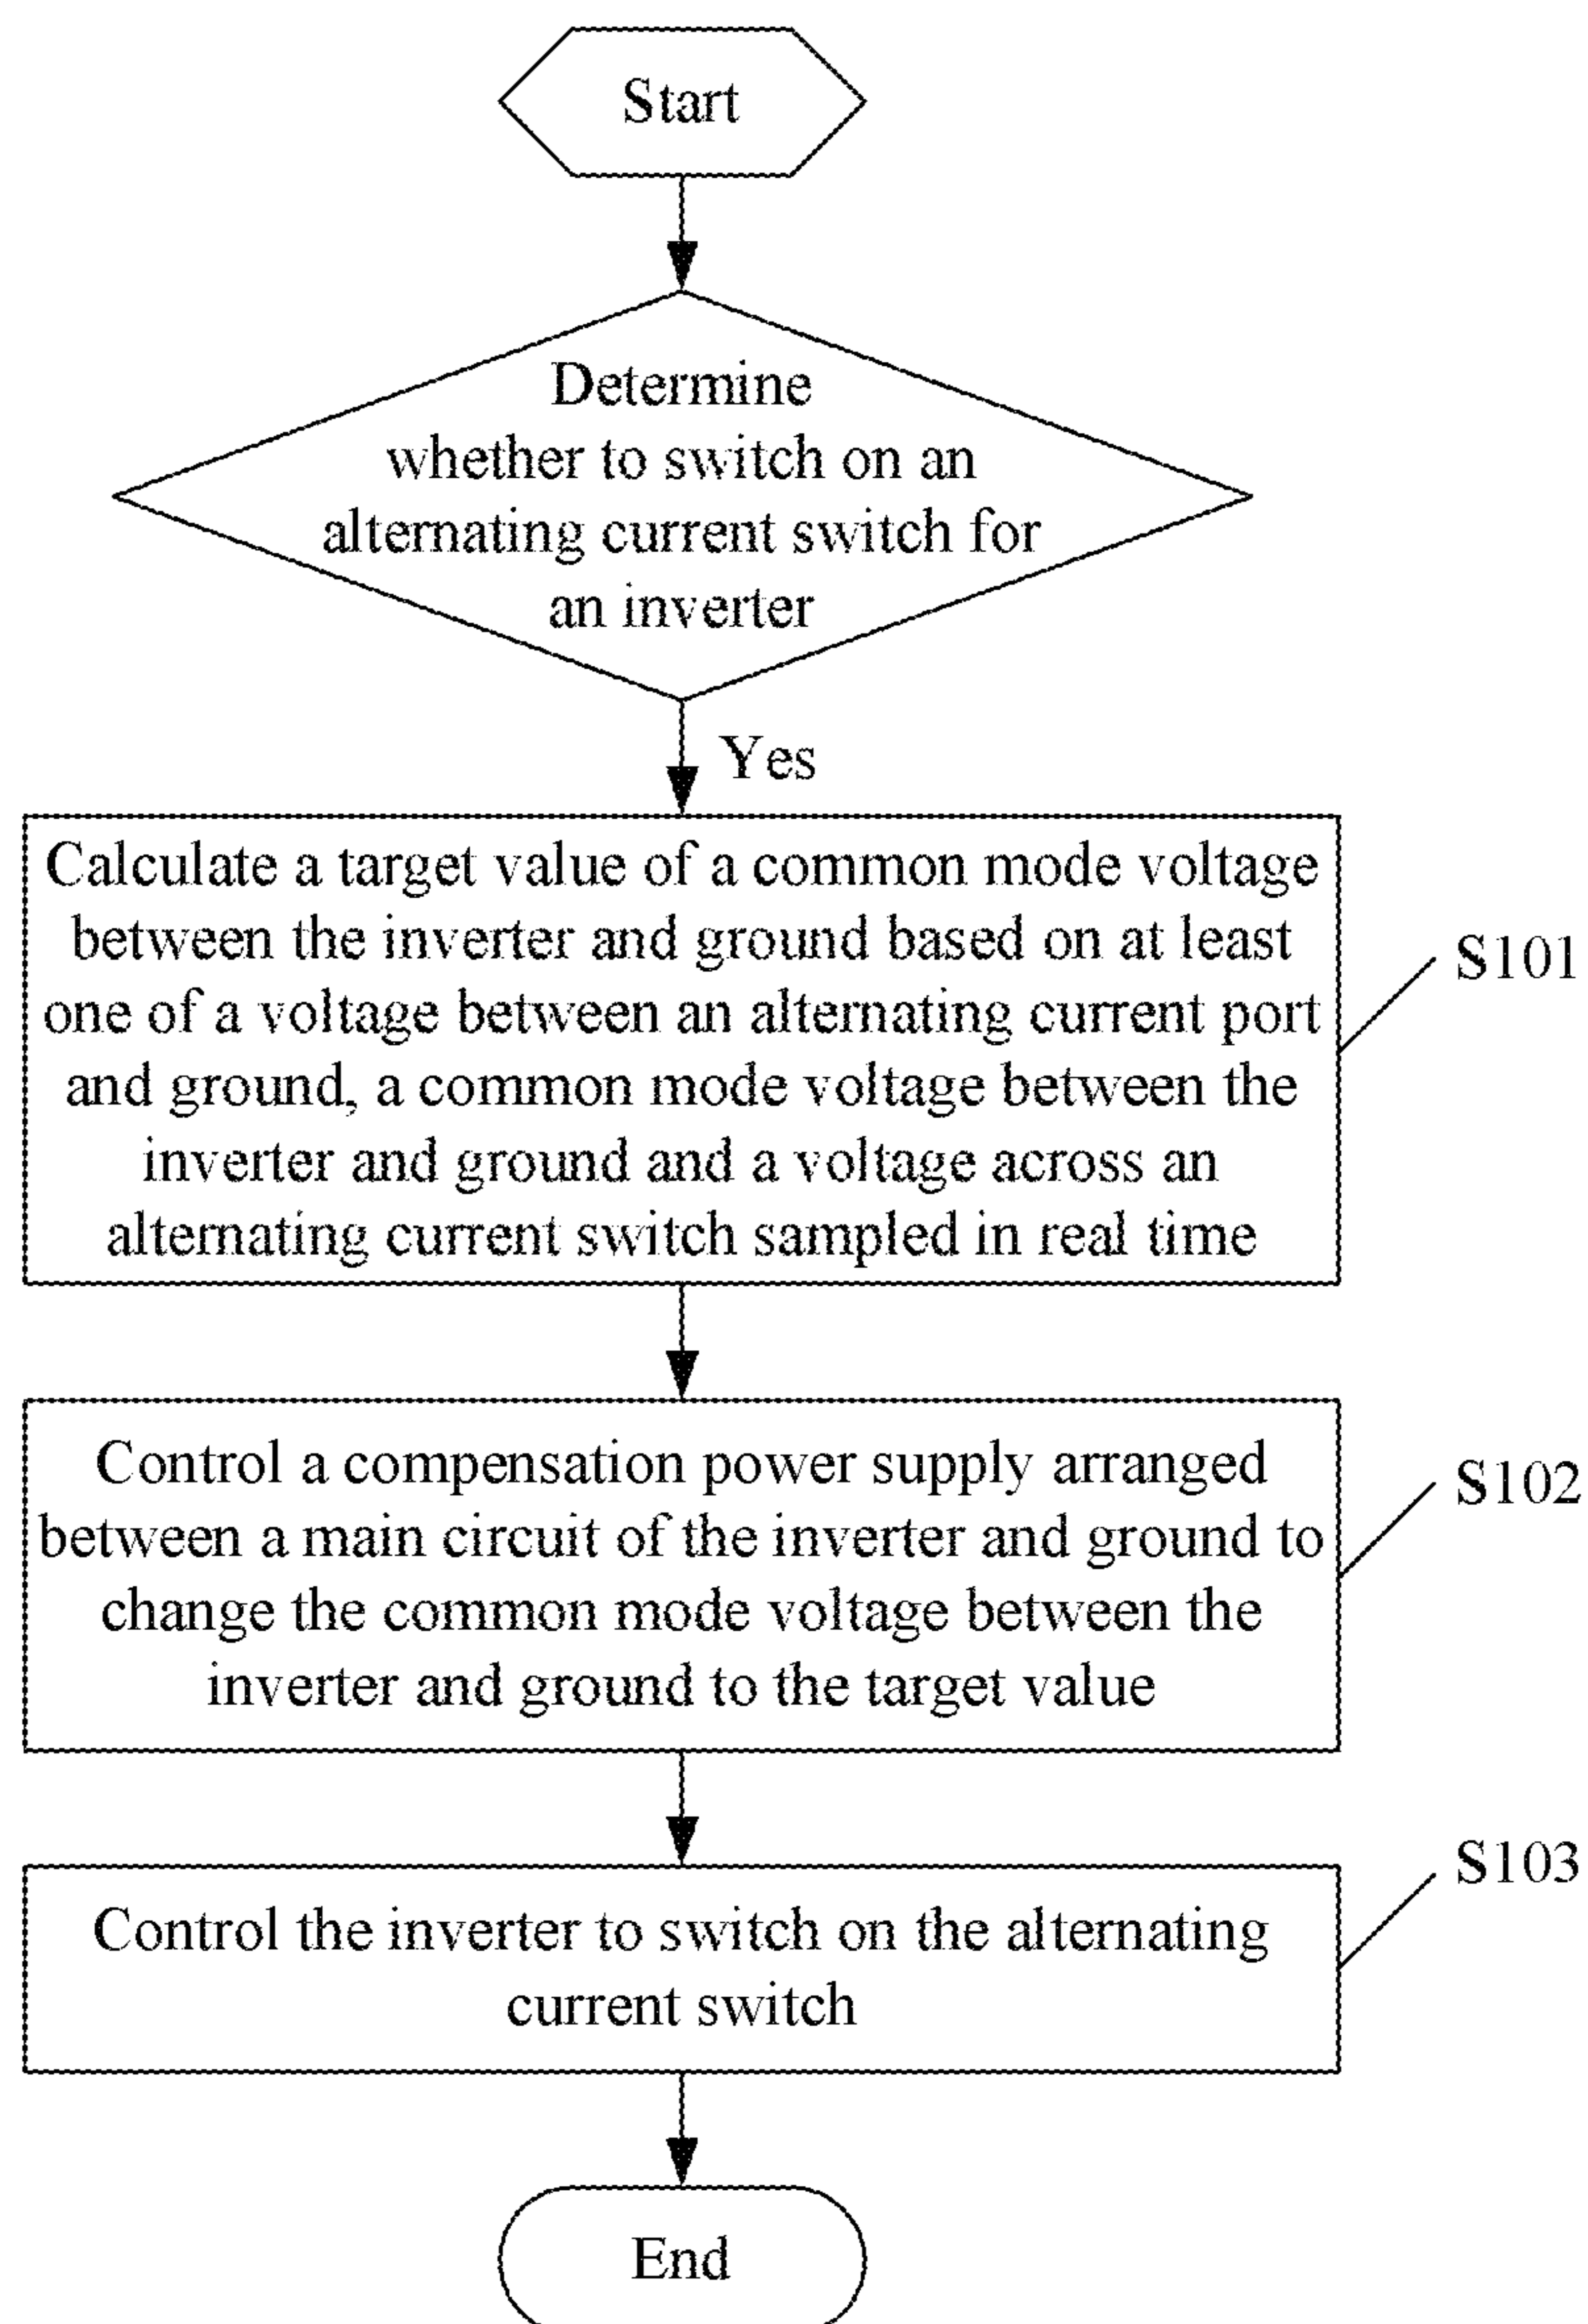 Start
Determine
whether to switch on an
alternating current switch for
an inverter
Yes
Calculate a target value of a common mode voltage
between the inverter and ground based on at least
one of a voltage between an alternating current port
and ground, a common mode voltage between the
inverter and ground and a voltage across an
alternating current switch sampled in real time
S101
Control a compensation power supply arranged
between a main circuit of the inverter and ground to
change the common mode voltage between the
inverter and ground to the target value
S102
Control the inverter to switch on the alternating
current switch
S103
End